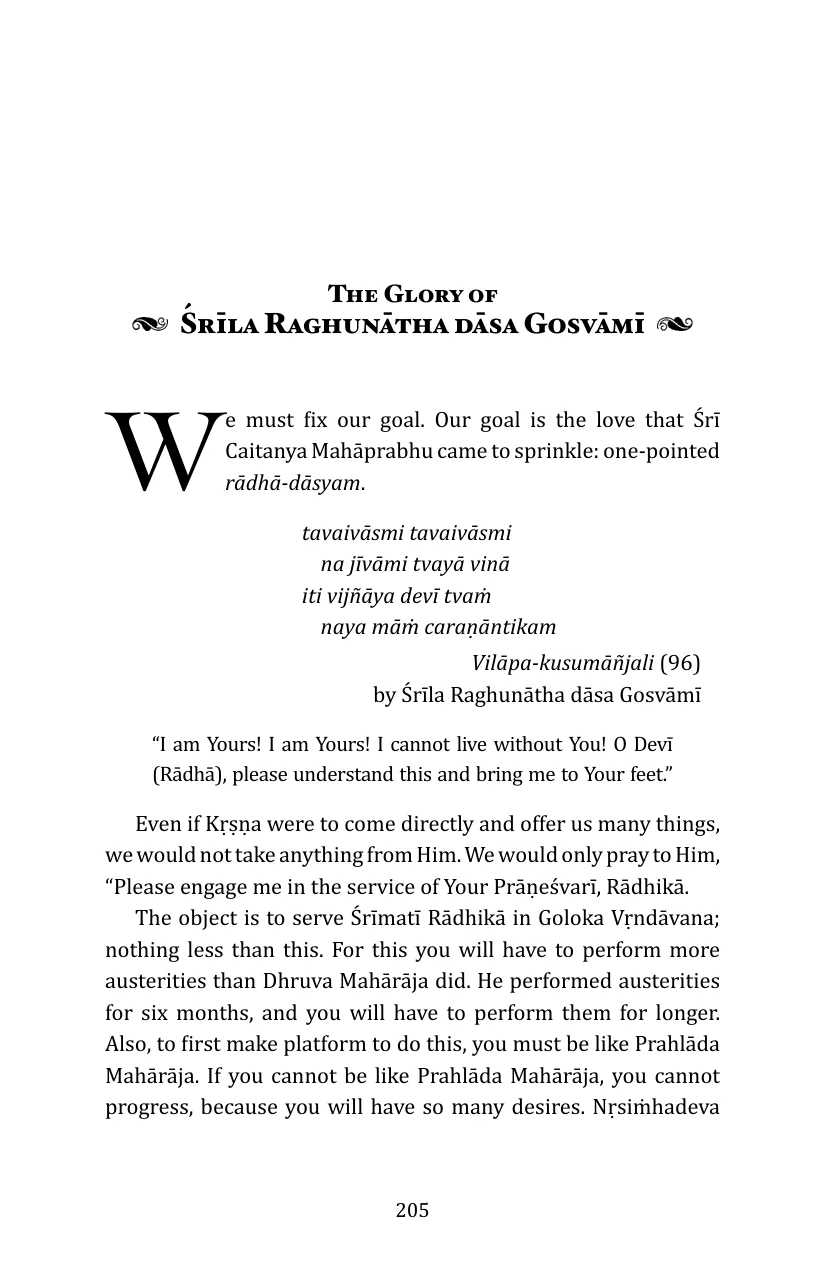 The Glory of
Śrīla Raghunātha dāsa Gosvāmī
We must fix our goal. Our goal is the love that Śrī
Caitanya Mahāprabhu came to sprinkle: one-pointed
rādhā-dāsyam.
tavaivāsmi tavaivāsmi
na jīvāmi tvayā vinā
iti vijñāya devī tvaṁ
naya māṁ caraṇāntikam
Vilāpa-kusumāñjali (96)
by Śrīla Raghunātha dāsa Gosvāmī
“I am Yours! I am Yours! I cannot live without You! O Devī
(Rādhā), please understand this and bring me to Your feet.”
Even if Kṛṣṇa were to come directly and offer us many things,
we would not take anything from Him. We would only pray to Him,
“Please engage me in the service of Your Prāṇeśvarī, Rādhikā.
The object is to serve Śrīmatī Rādhikā in Goloka Vṛndāvana;
nothing less than this. For this you will have to perform more
austerities than Dhruva Mahārāja did. He performed austerities
for six months, and you will have to perform them for longer.
Also, to first make platform to do this, you must be like Prahlāda
Mahārāja. If you cannot be like Prahlāda Mahārāja, you cannot
progress, because you will have so many desires. Nṛsiṁhadeva
205